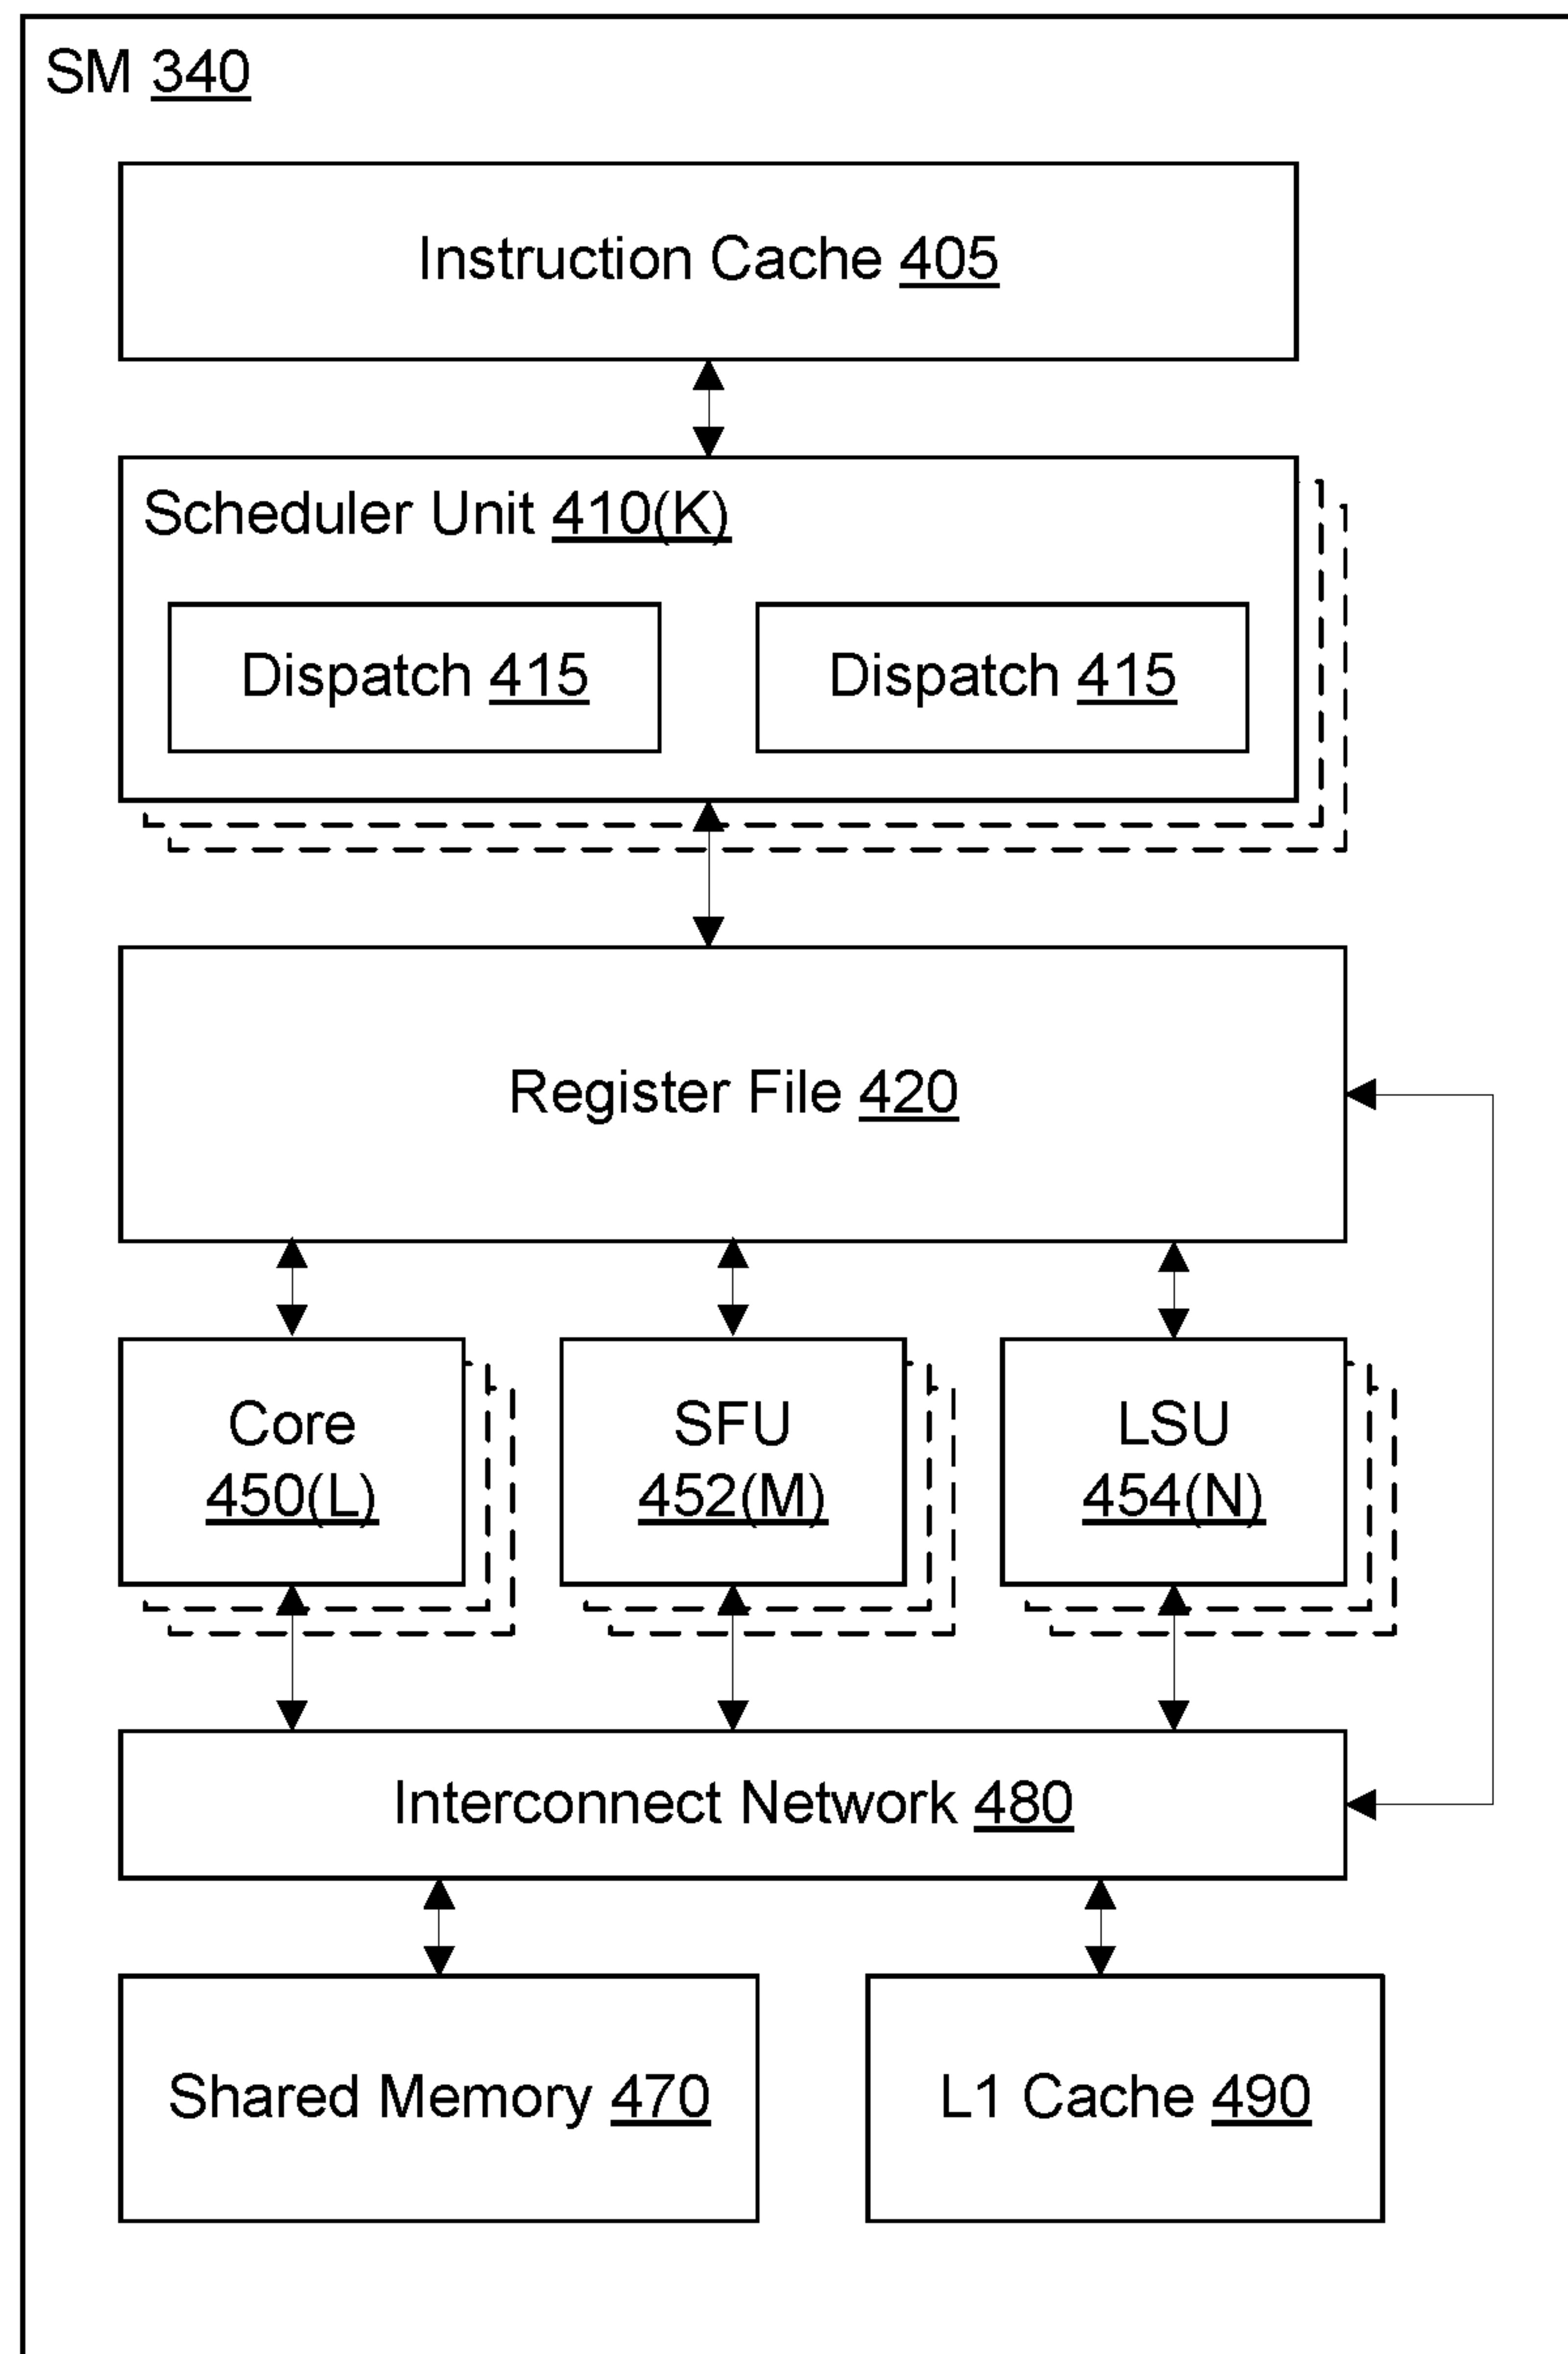 SM 340
Instruction Cache 405
Scheduler Unit 410(K)
Dispatch 415
Dispatch 415
Register File 420
Core
450(L)
SFU
452(M)
LSU
454(N)
Interconnect Network 480
Shared Memory 470
L1 Cache 490